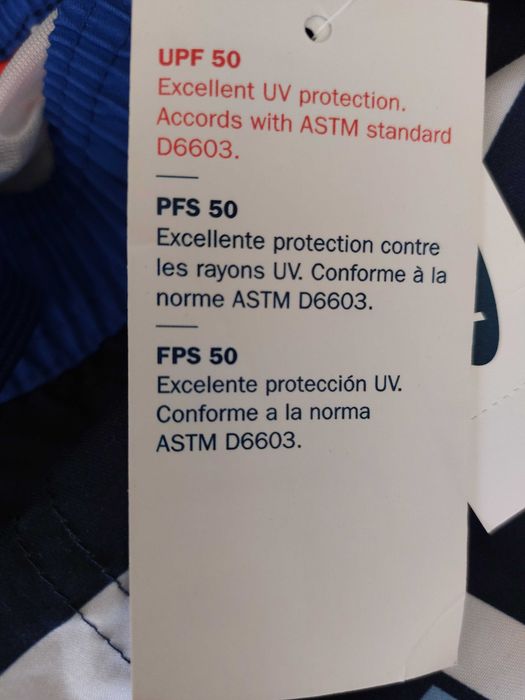 UPF 50
Excellent UV protection.
Accords with ASTM standard
D6603.
PFS 50
Excellente protection contre
les rayons UV. Conforme à la
norme ASTM D6603.
FPS 50
Excelente protección UV.
Conforme a la norma
ASTM D6603.